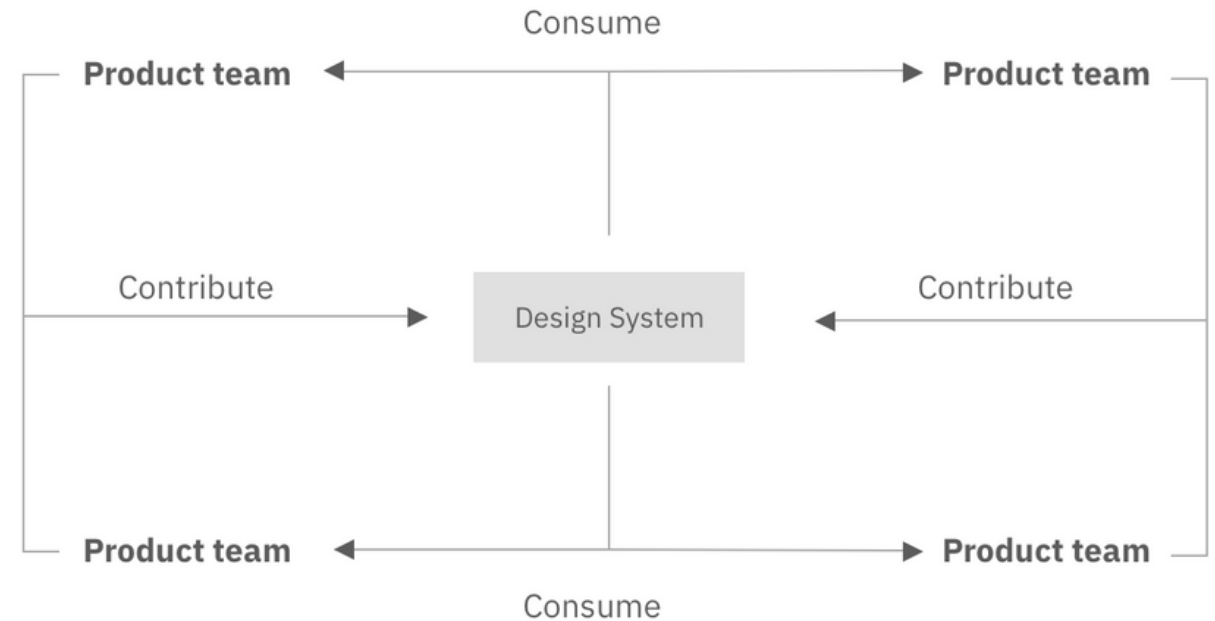 Consume
Product team
Product team
Contribute
Contribute
Design System
Product team
Product team
Consume